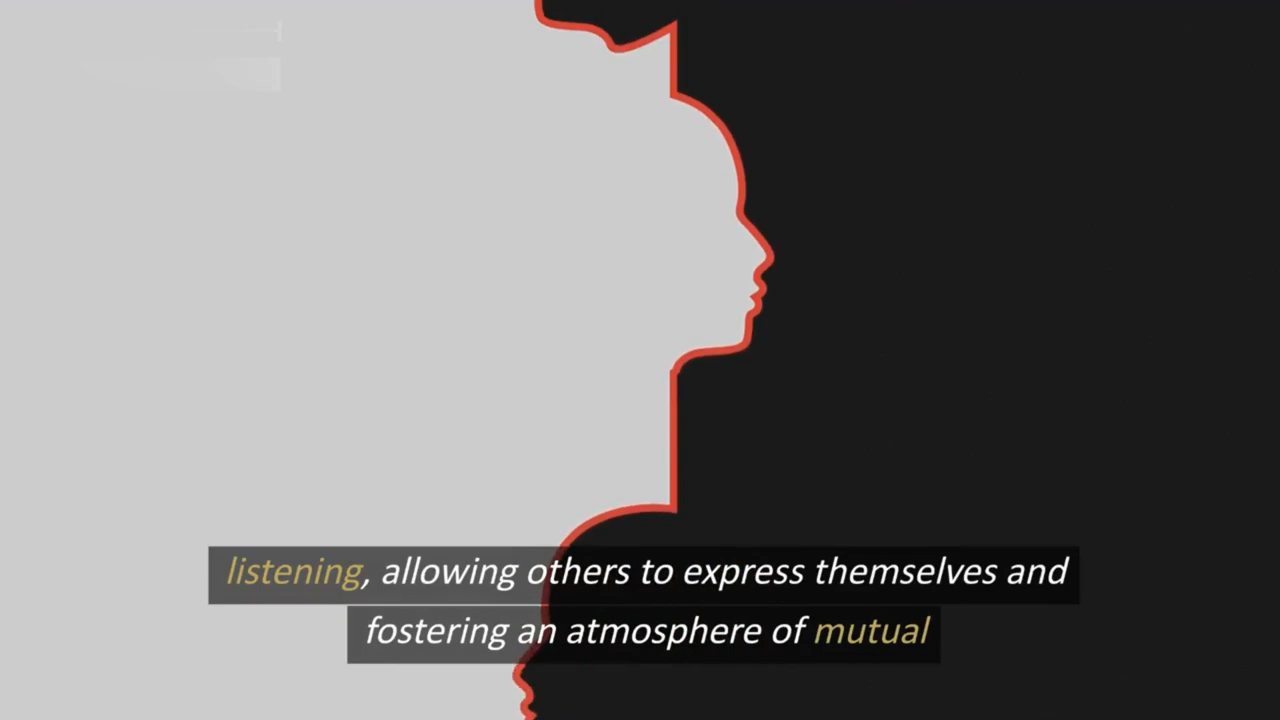 listening, allowing others to express themselves and
fostering an atmosphere of mutual